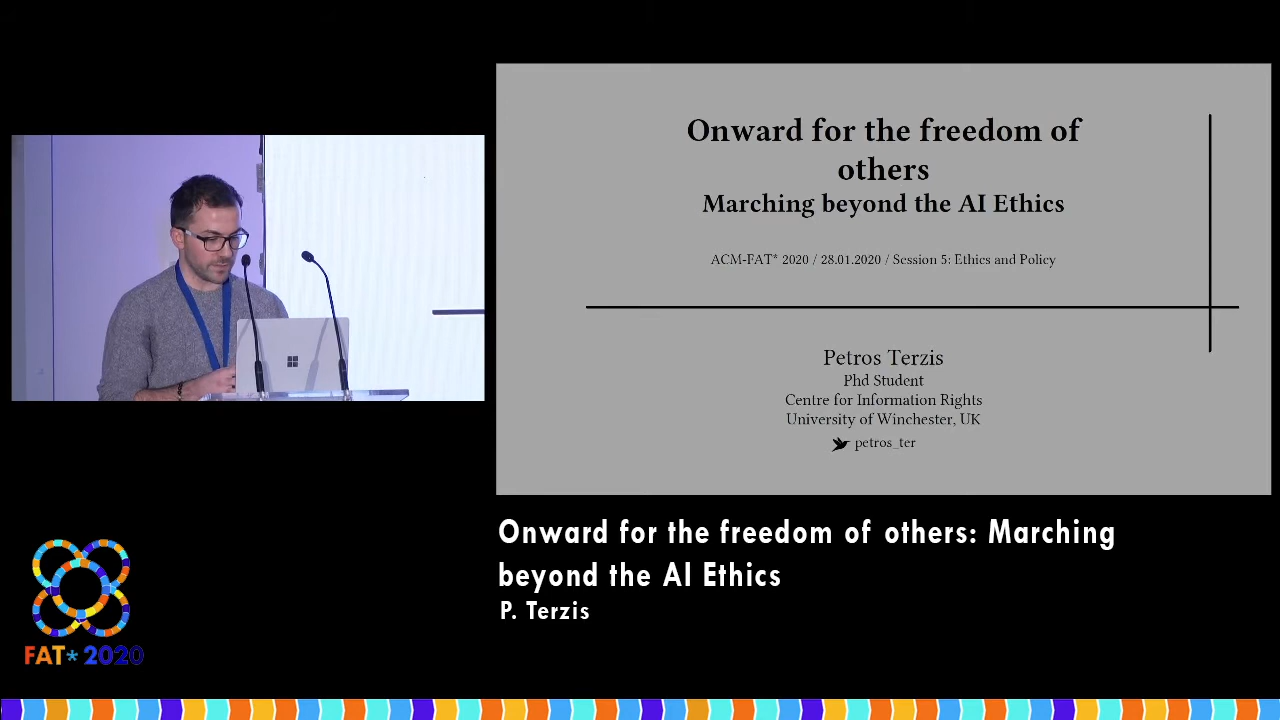 Onward for the freedom of
others
Marching beyond the AI Ethics
ACM-FAT* 2020 / 28.01.2020 / Session 5: Ethics and Policy
Petros Terzis
Phd Student
Centre for Information Rights
University of Winchester, UK
petros_ter
Onward for the freedom of others: Marching
beyond the AI Ethics
P. Terzis
FAT* 2020